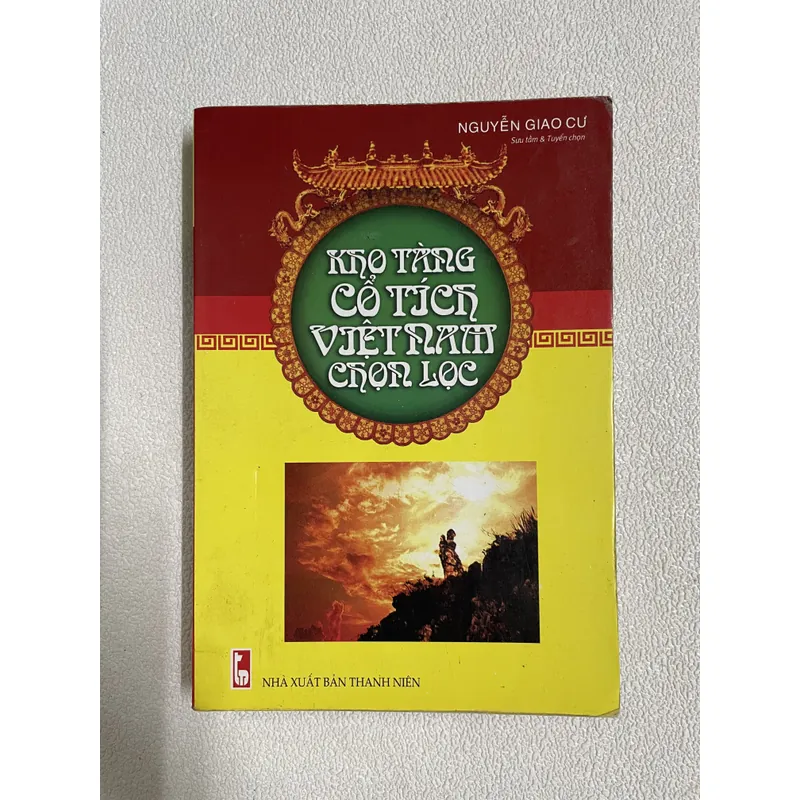 NGUYỄN GIAO CƯ
Sưu tầm & Tuyển chọn
KHO TÀNG
CỔ TÍCH
VIỆT NAM
CHỌN LỌC
NHÀ XUẤT BẢN THANH NIÊN